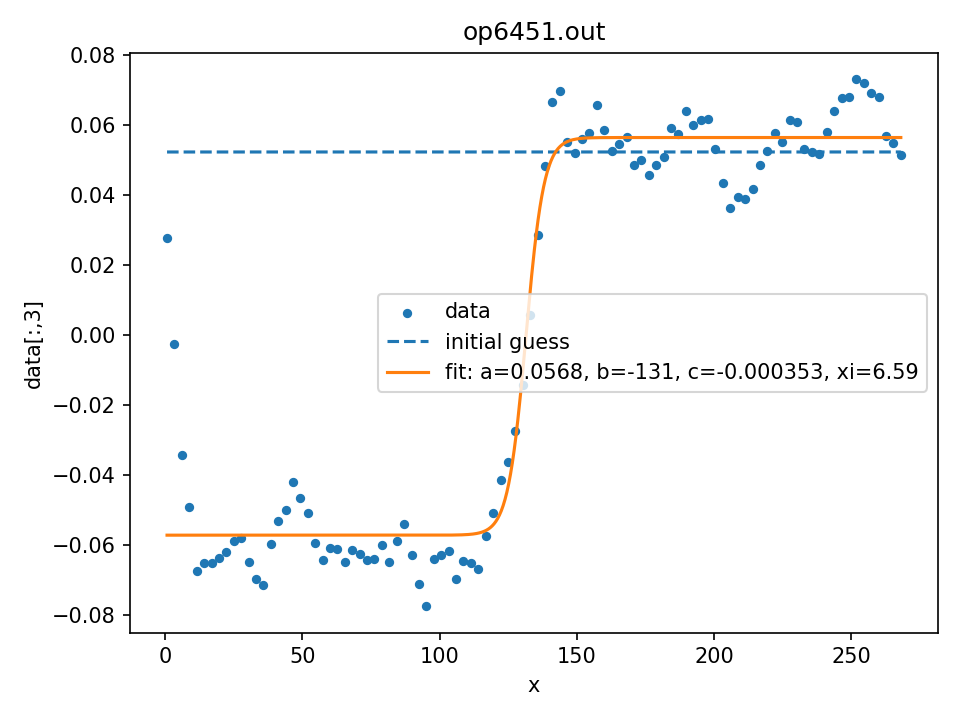 op6451.out
0.08
0.06
0.04
0.02
0.00
−0.02
−0.04
−0.06
−0.08
data[:,3]
data
initial guess
fit: a=0.0568, b=-131, c=-0.000353, xi=6.59
0 50 100 150 200 250
x